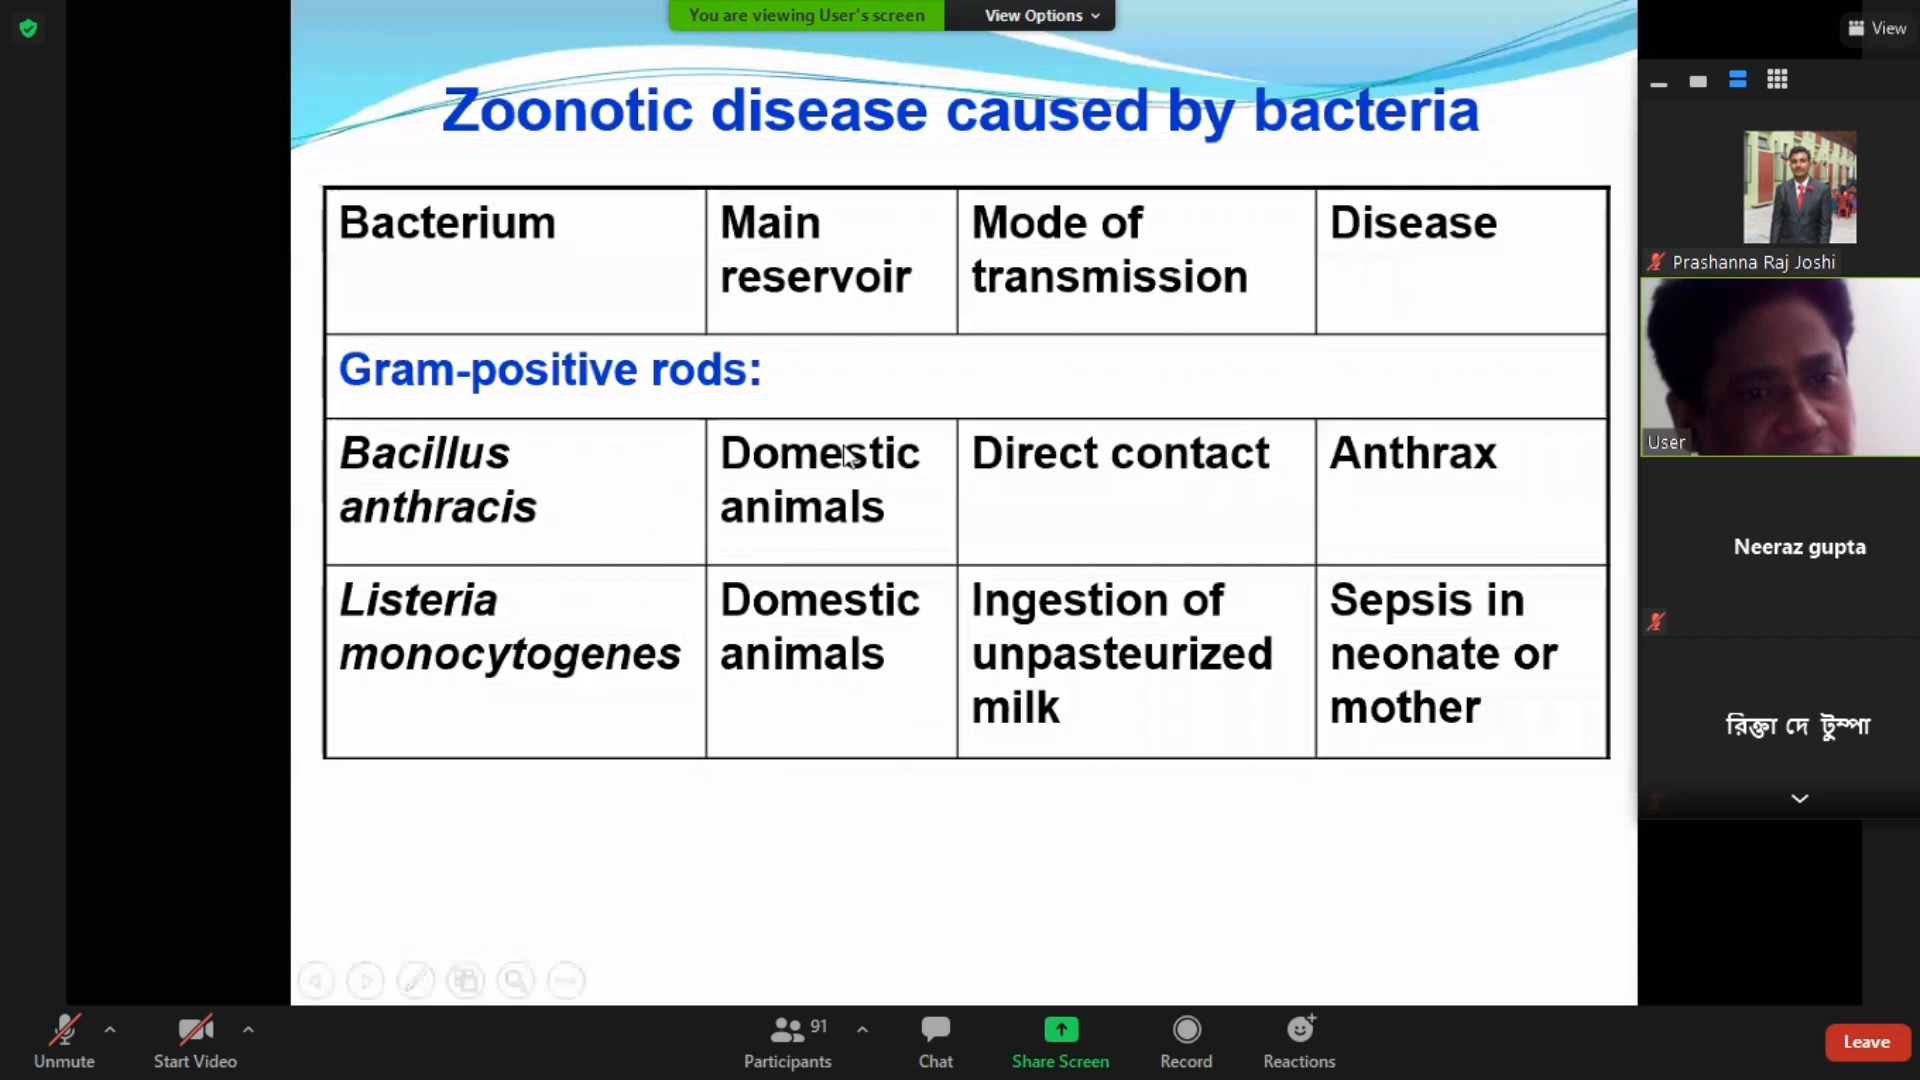 You are viewing User's screen
View Options
View
Zoonotic disease caused by bacteria
Bacterium
Main
reservoir
Mode of
transmission
Disease
Gram-positive rods:
Bacillus
anthracis
Domestic
animals
Direct contact
Anthrax
Listeria
monocytogenes
Domestic
animals
Ingestion of
unpasteurized
milk
Sepsis in
neonate or
mother
Prashanna Raj Joshi
User
Neeraz gupta
রিক্তা দে টুম্পা
Unmute
Start Video
91
Participants
Chat
Share Screen
Record
Reactions
Leave